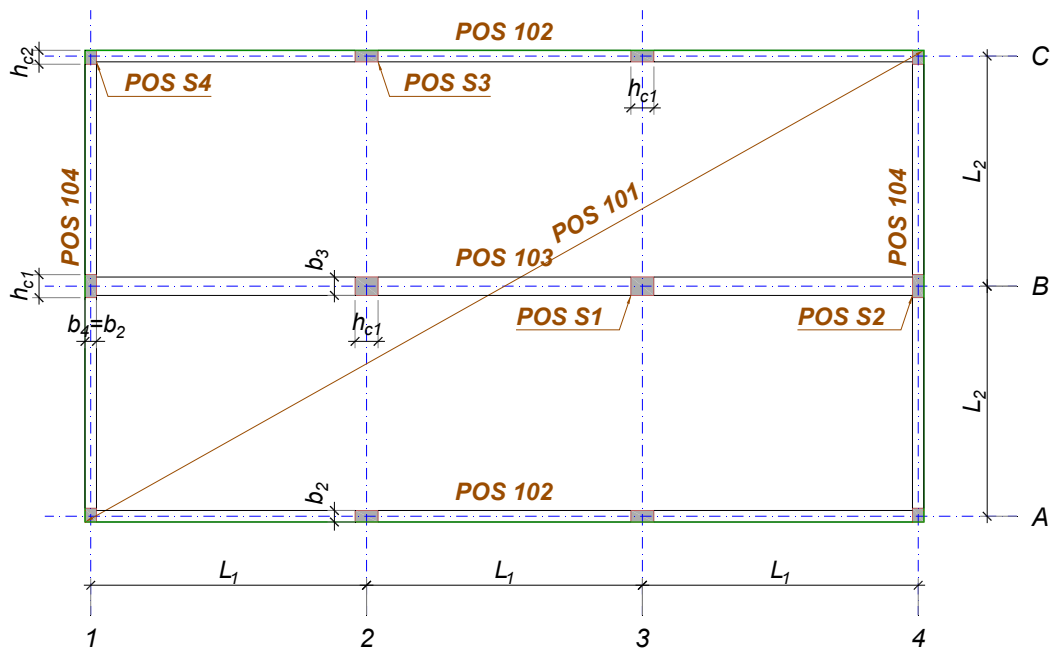 POS 102
C
h_c2
POS S4
POS S3
h_c1
L_2
POS 104
POS 101
POS 104
b_3
POS 103
h_c1
B
b_4=b_2
h_c1
POS S1
POS S2
L_2
b_2
POS 102
A
L_1
L_1
L_1
1
2
3
4